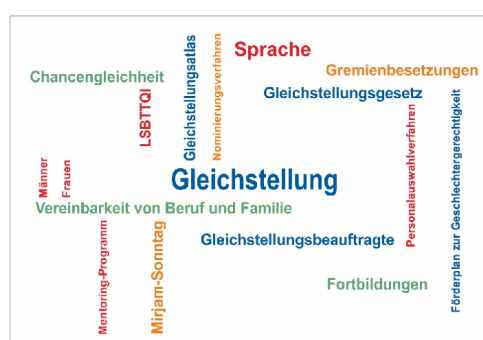 Sprache
Gremienbesetzungen
Chancengleichheit
Gleichstellungsatlas
Nominierungsverfahren
LSBTTQI
Gleichstellungsgesetz
Personalauswahlverfahren
Förderplan zur Geschlechtergerechtigkeit
Männer
Frauen
Gleichstellung
Vereinbarkeit von Beruf und Familie
Mentoring-Programm
Mirjam-Sonntag
Gleichstellungsbeauftragte
Fortbildungen